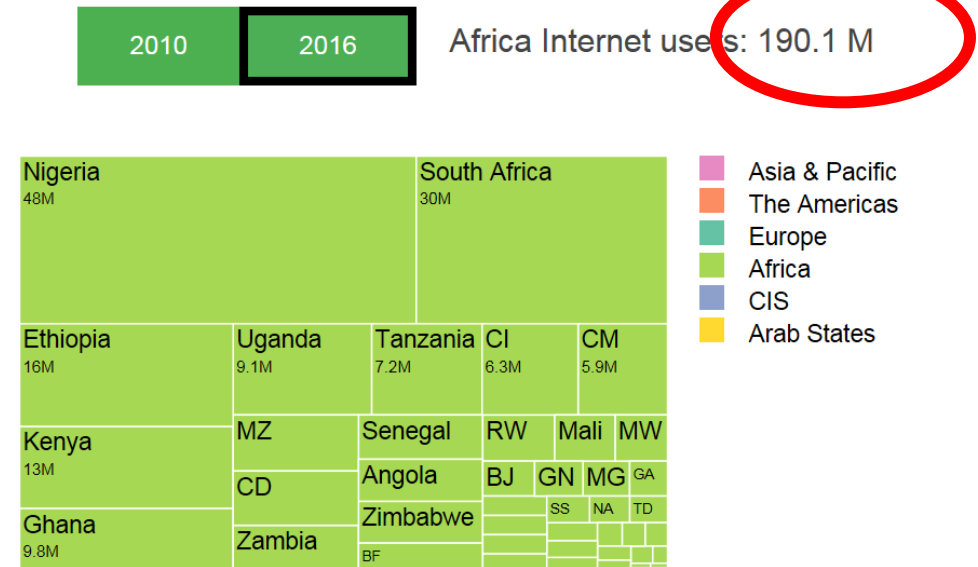 2010
2016
Africa Internet users: 190.1 M
Nigeria
48M
South Africa
30M
Asia & Pacific
The Americas
Europe
Africa
CIS
Arab States
Ethiopia
16M
Uganda
9.1M
Tanzania
7.2M
CI
6.3M
CM
5.9M
Kenya
13M
Ghana
9.8M
MZ
CD
Zambia
Senegal
Angola
Zimbabwe
BF
RW
Mali
MW
BJ
GN
MG
GA
SS
NA
TD